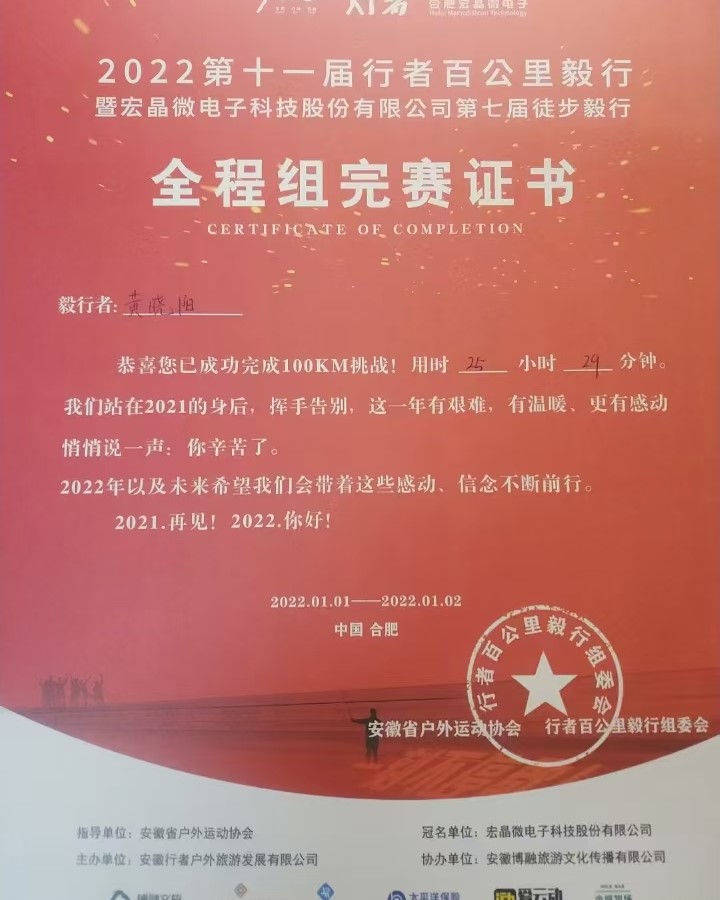 行者
合肥宏晶微电子
2022第十一届行者百公里毅行
暨宏晶微电子科技股份有限公司第七届徒步毅行
全程组完赛证书
CERTIFICATE OF COMPLETION
毅行者: 黄晓阳
恭喜您已成功完成100KM挑战！用时 25 小时 29 分钟。
我们站在2021的身后，挥手告别，这一年有艰难，有温暖、更有感动
悄悄说一声：你辛苦了。
2022年以及未来希望我们会带着这些感动、信念不断前行。
2021.再见！2022.你好！
2022.01.01——2022.01.02
中国 合肥
行者百公里毅行组委会
安徽省户外运动协会 行者百公里毅行组委会
指导单位：安徽省户外运动协会 冠名单位：宏晶微电子科技股份有限公司
主办单位：安徽行者户外旅游发展有限公司 协办单位：安徽博融旅游文化传播有限公司
太平洋保险 爱运动